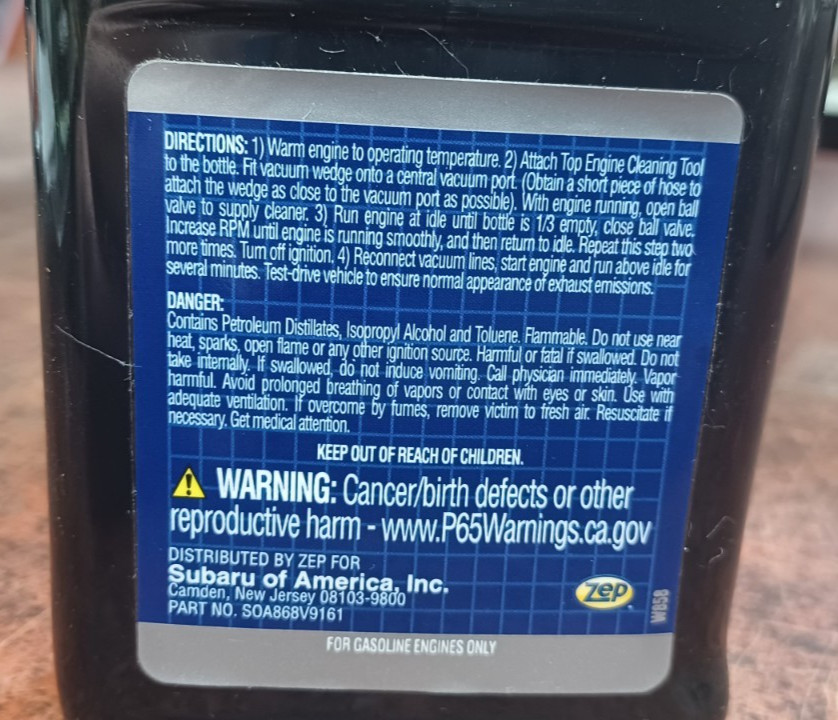 DIRECTIONS: 1) Warm engine to operating temperature. 2) Attach Top Engine Cleaning Tool
to the bottle. Fit vacuum wedge onto a central vacuum port. (Obtain a short piece of hose to
attach the wedge as close to the vacuum port as possible). With engine running, open ball
valve to supply cleaner. 3) Run engine at idle until bottle is 1/3 empty, close ball valve.
Increase RPM until engine is running smoothly, and then return to idle. Repeat this step two
more times. Turn off ignition. 4) Reconnect vacuum lines, start engine and run above idle for
several minutes. Test-drive vehicle to ensure normal appearance of exhaust emissions.
DANGER:
Contains Petroleum Distillates, Isopropyl Alcohol and Toluene. Flammable. Do not use near
heat, sparks, open flame or any other ignition source. Harmful or fatal if swallowed. Do not
take internally. If swallowed, do not induce vomiting. Call physician immediately. Vapor
harmful. Avoid prolonged breathing of vapors or contact with eyes or skin. Use with
adequate ventilation. If overcome by fumes, remove victim to fresh air. Resuscitate if
necessary. Get medical attention.
KEEP OUT OF REACH OF CHILDREN.
WARNING: Cancer/birth defects or other
reproductive harm - www.P65Warnings.ca.gov
DISTRIBUTED BY ZEP FOR
Subaru of America, Inc.
Camden, New Jersey 08103-9800
PART NO. SOA868V9161
zep
W858
FOR GASOLINE ENGINES ONLY